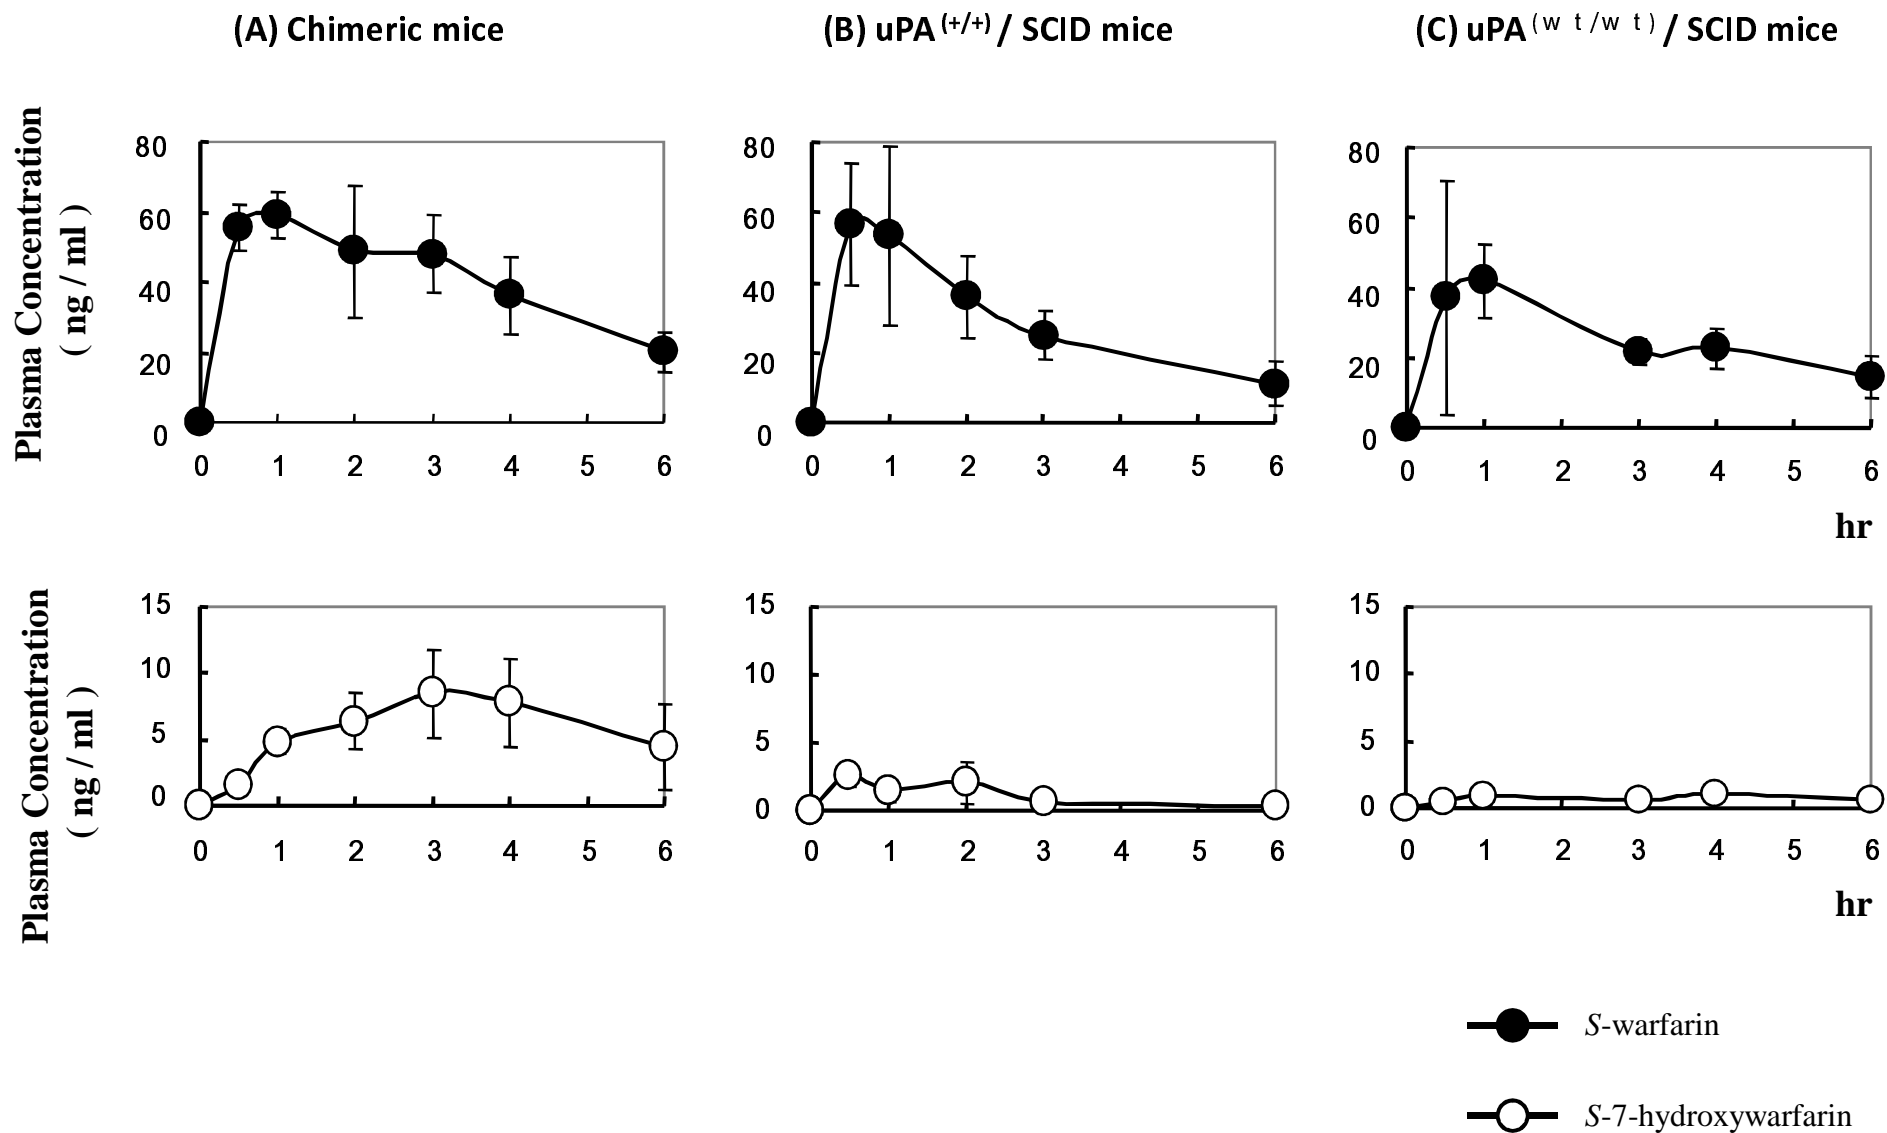 (A) Chimeric mice
(B) uPA (+/+) / SCID mice
(C) uPA (w t/w t) / SCID mice
Plasma Concentration
( ng / ml )
80
60
40
20
0
0 1 2 3 4 5 6
80
60
40
20
0
0 1 2 3 4 5 6
80
60
40
20
0
0 1 2 3 4 5 6
hr
Plasma Concentration
( ng / ml )
15
10
5
0
0 1 2 3 4 5 6
15
10
5
0
0 1 2 3 4 5 6
15
10
5
0
0 1 2 3 4 5 6
hr
S-warfarin
S-7-hydroxywarfarin